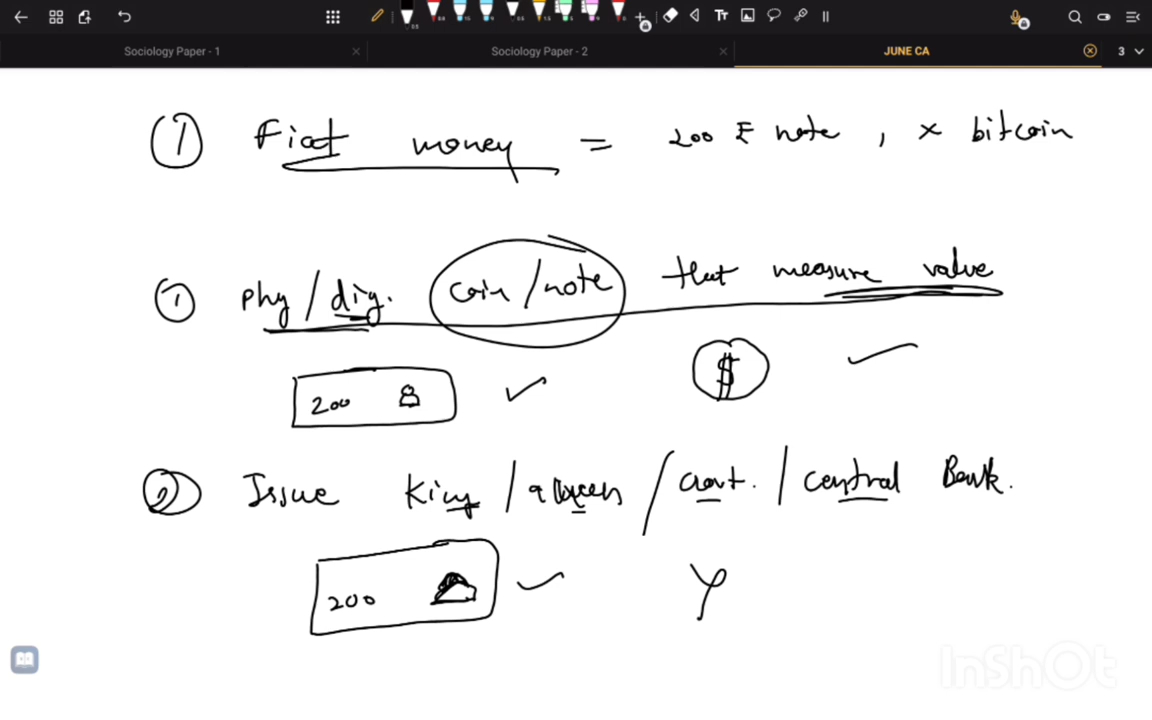 Sociology Paper - 1
Sociology Paper - 2
JUNE CA
3
① Fiat money = 200 ₹ note, × bitcoin
① phy/dig. coin/note that measure value
200
$
② Issue King/queen/Govt./central Bank.
200
InShOt